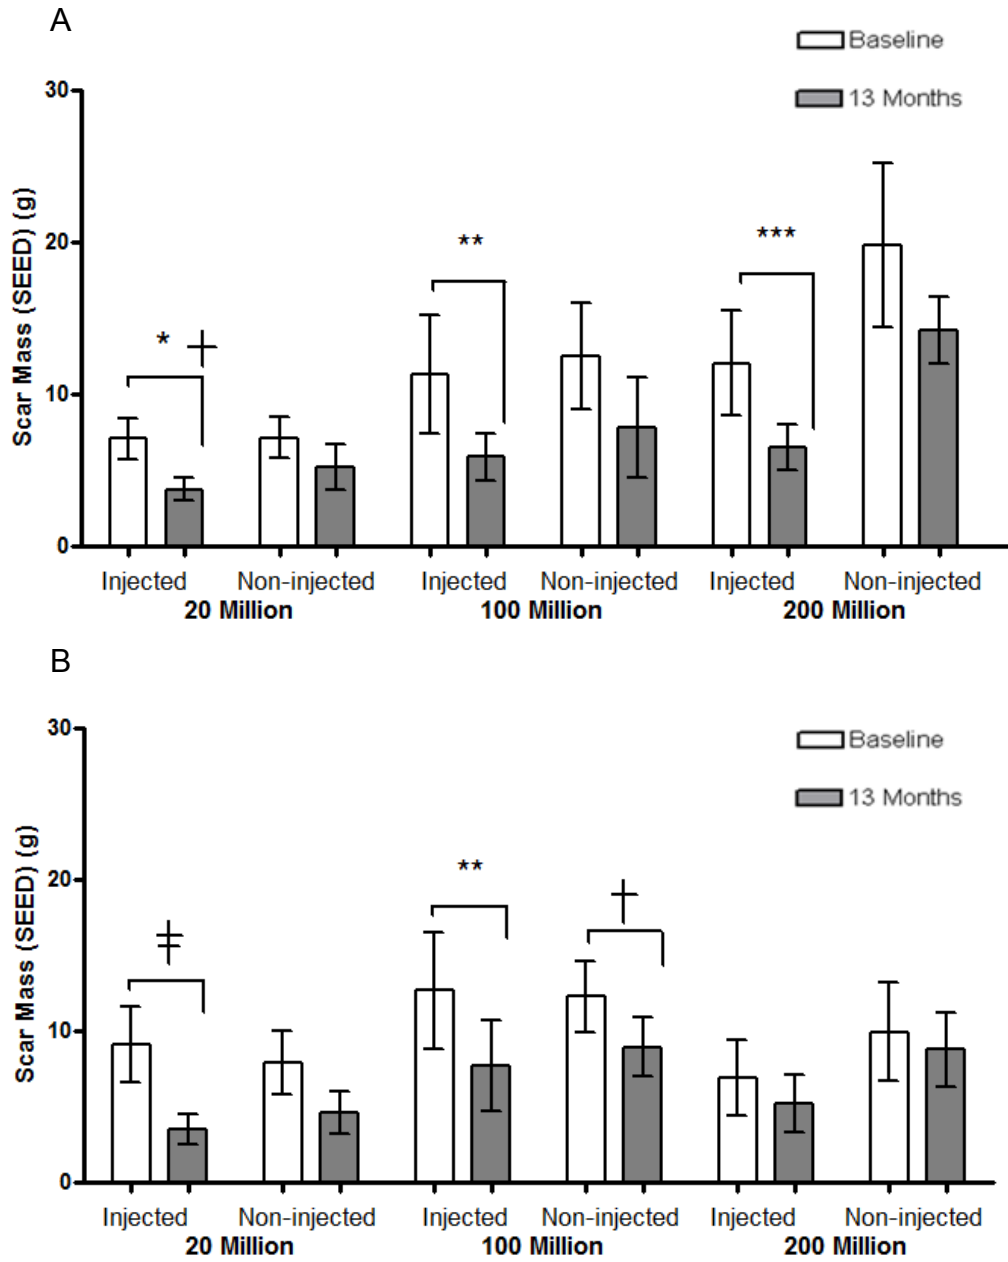 A
Baseline
13 Months
Scar Mass (SEED) (g)
30
20
10
0
* †
**
***
Injected Non-injected Injected Non-injected Injected Non-injected
20 Million 100 Million 200 Million
B
Baseline
13 Months
Scar Mass (SEED) (g)
30
20
10
0
‡
**
†
Injected Non-injected Injected Non-injected Injected Non-injected
20 Million 100 Million 200 Million